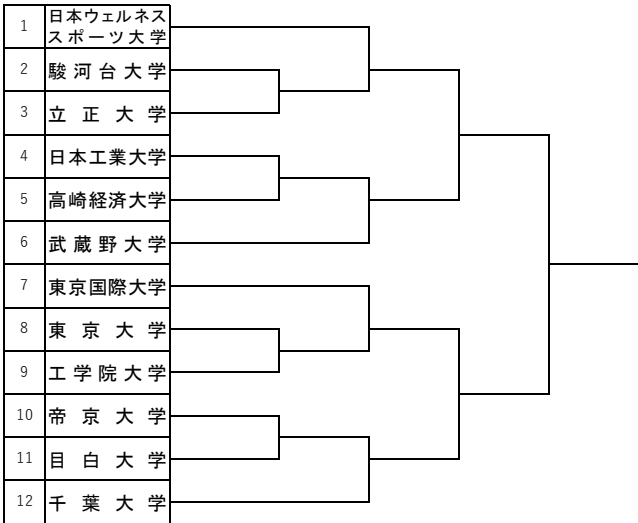 1 日本ウェルネス
スポーツ大学
2 駿河台大学
3 立正大学
4 日本工業大学
5 高崎経済大学
6 武蔵野大学
7 東京国際大学
8 東京大学
9 工学院大学
10 帝京大学
11 目白大学
12 千葉大学